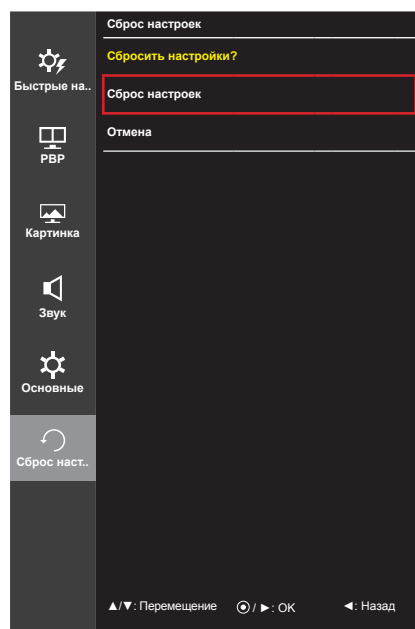 Сброс настроек
Сбросить настройки?
Сброс настроек
Отмена
Быстрые на..
PBP
Картинка
Звук
Основные
Сброс наст..
▲/▼: Перемещение ⦿ / ►: OK ◄: Назад